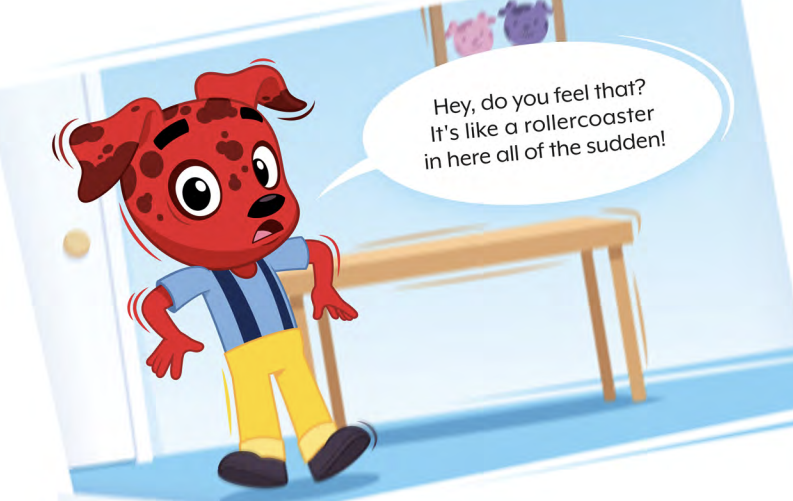 Hey, do you feel that?
It's like a rollercoaster
in here all of the sudden!